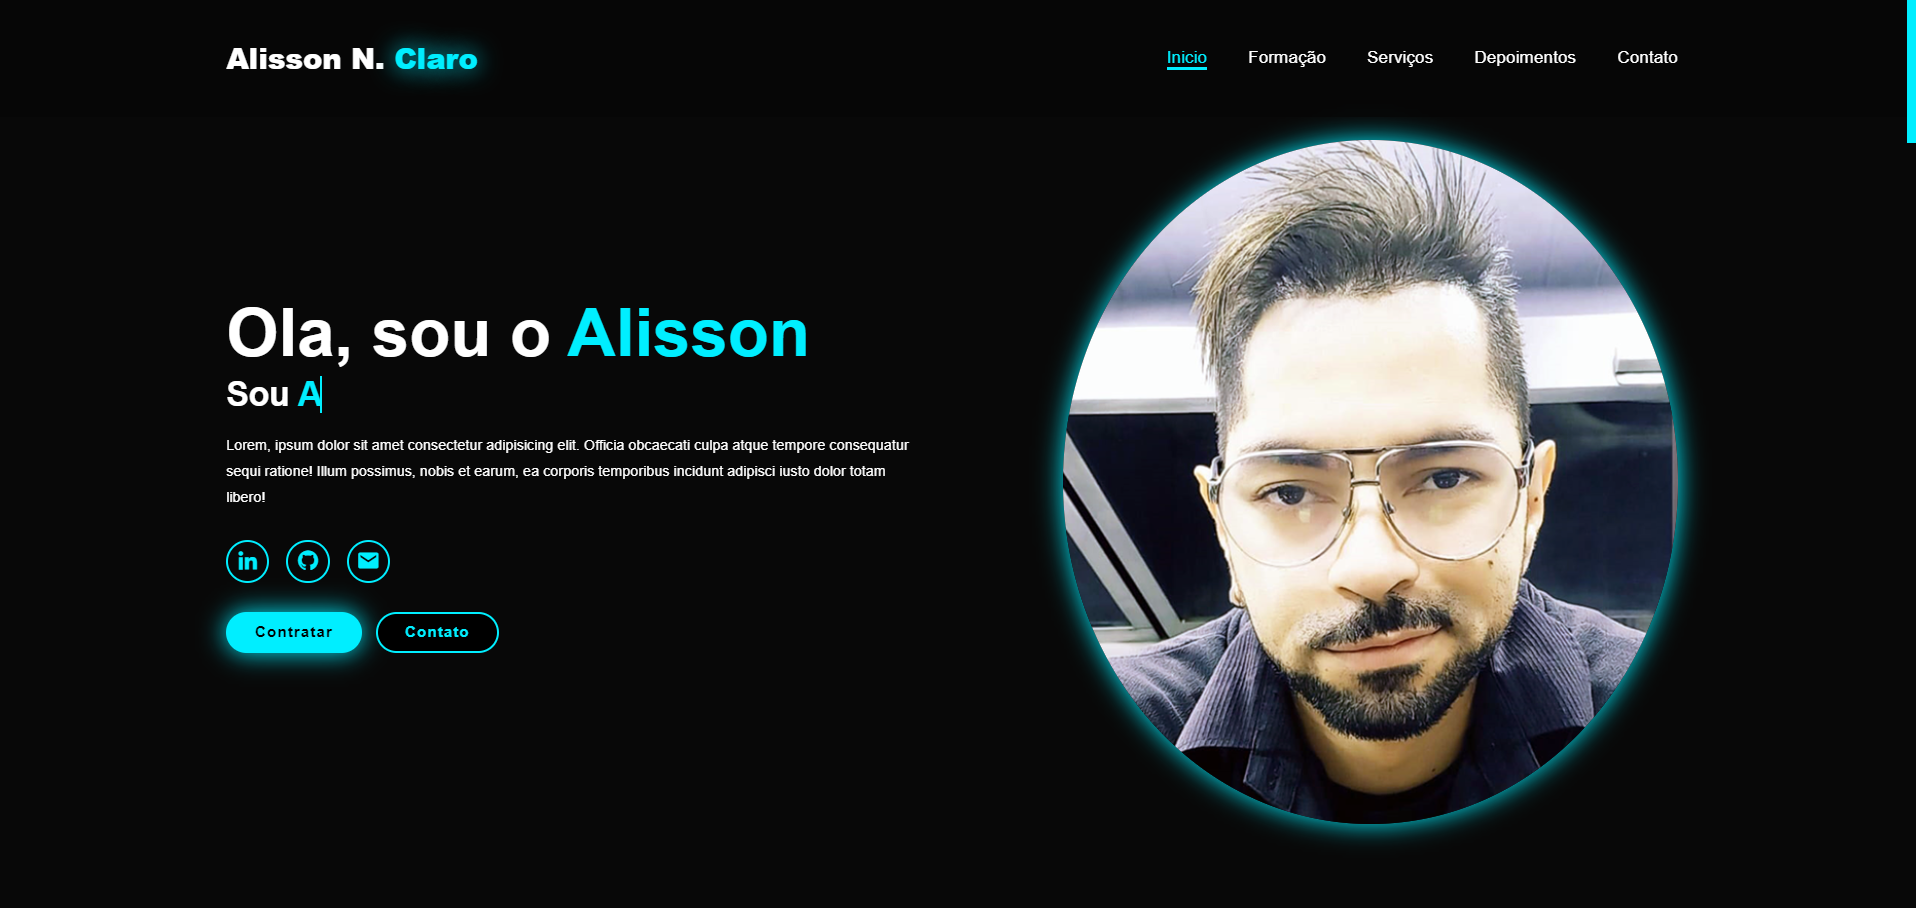 Alisson N. Claro
Inicio Formação Serviços Depoimentos Contato
Ola, sou o Alisson
Sou A
Lorem, ipsum dolor sit amet consectetur adipisicing elit. Officia obcaecati culpa atque tempore consequatur
sequi ratione! Illum possimus, nobis et earum, ea corporis temporibus incidunt adipisci iusto dolor totam
libero!
in
Contratar Contato